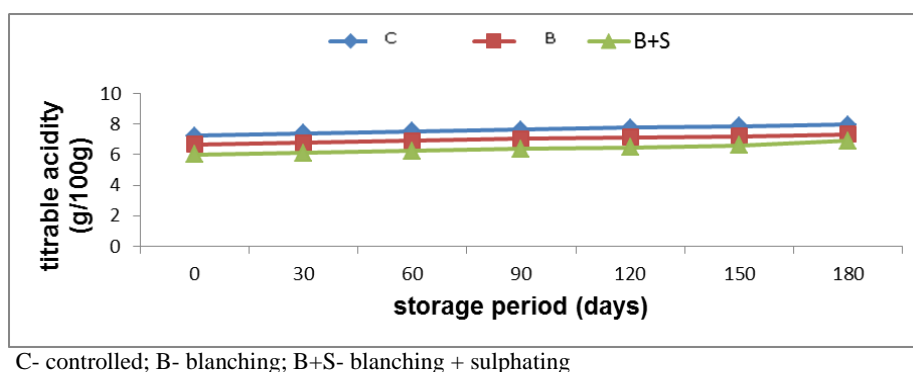 C B B+S
10
8
6
4
2
0
titrable acidity
(g/100g)
0 30 60 90 120 150 180
storage period (days)
C- controlled; B- blanching; B+S- blanching + sulphating